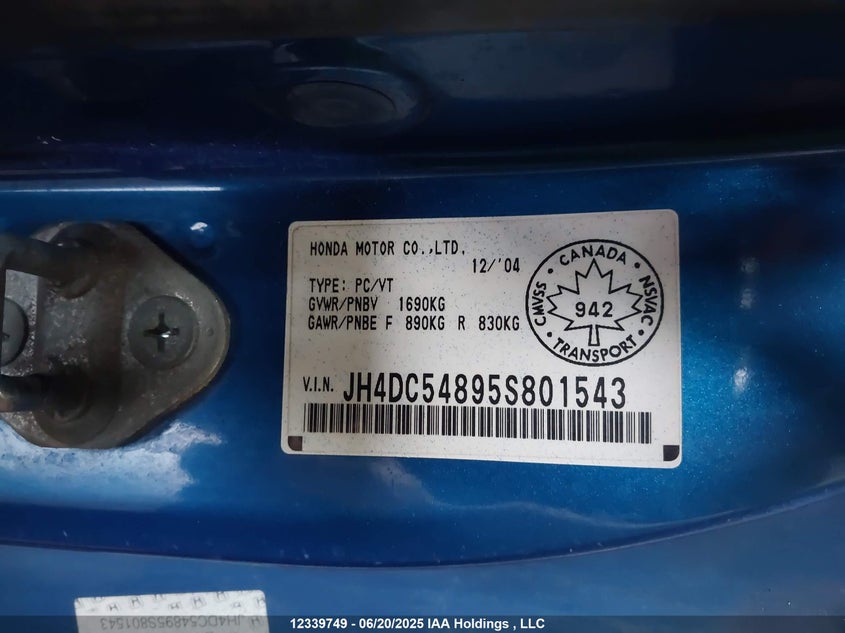 HONDA MOTOR CO.,LTD.
12/'04
TYPE: PC/VT
GVWR/PNBV 1690KG
GAWR/PNBE F 890KG R 830KG
V.I.N. JH4DC54895S801543
CANADA
CMVSS 942 NSVAC
TRANSPORT
JH4DC54895S801543
12339749 - 06/20/2025 IAA Holdings , LLC